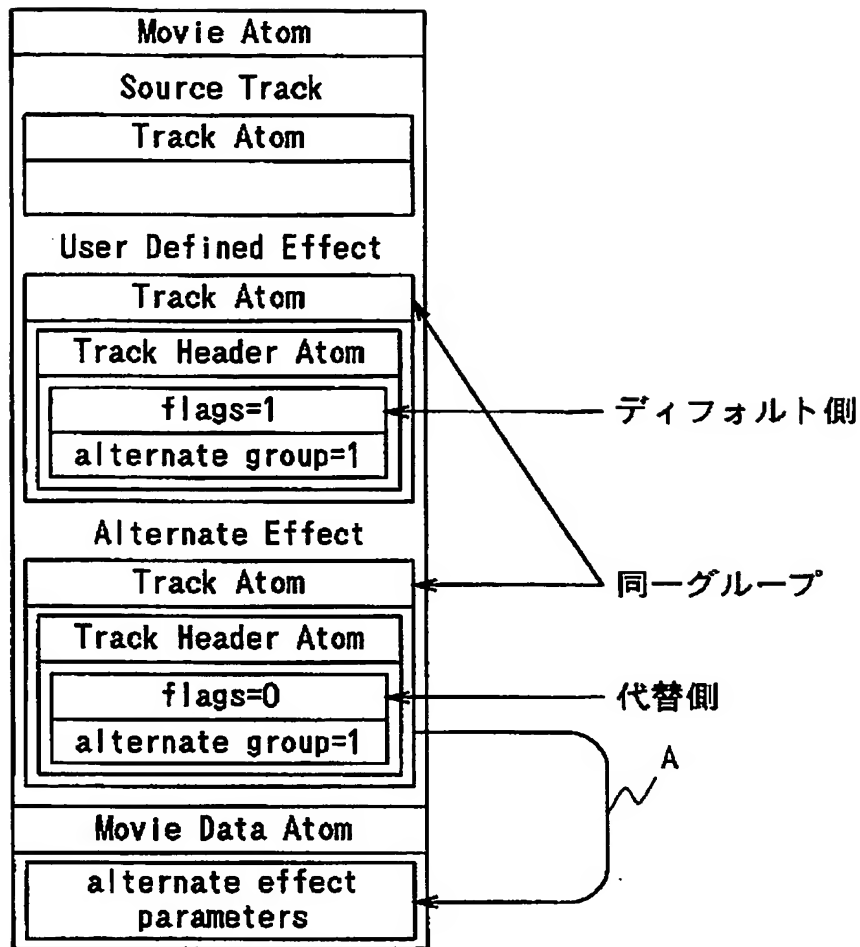 Movie Atom
Source Track
Track Atom
User Defined Effect
Track Atom
Track Header Atom
flags=1
ディフォルト側
alternate group=1
Alternate Effect
Track Atom
同一グループ
Track Header Atom
flags=0
代替側
alternate group=1
A
Movie Data Atom
alternate effect
parameters